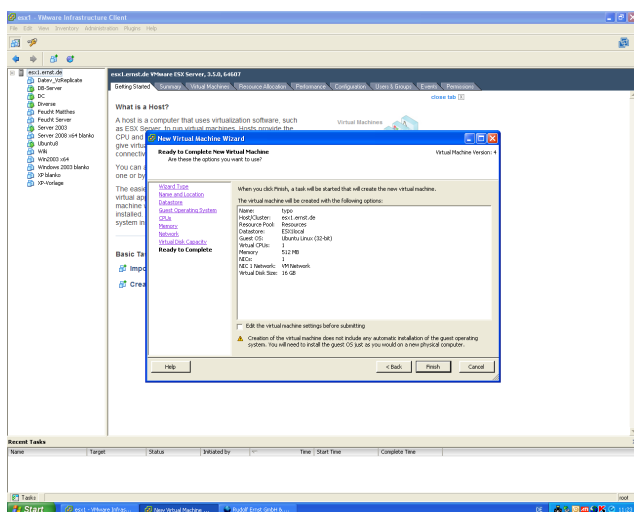 esx1 - VMware Infrastructure Client
File Edit View Inventory Administration Plugins Help
esx1.ernst.de
Datev_VzReplicate
DB-Server
DC
Diverse
Feucht Matthes
Feucht Server
Server 2003
Server 2008 x64 blanko
Ubuntu8
Wiki
Win2003 x64
Windows 2003 blanko
XP blanko
XP-Vorlage
esx1.ernst.de VMware ESX Server, 3.5.0, 64607
Getting Started Summary Virtual Machines Resource Allocation Performance Configuration Users & Groups Events Permissions
close tab
What is a Host?
A host is a computer that uses virtualization software, such
as ESX Server, to run virtual machines. Hosts provide the
CPU and
give virtu
connectiv
You can
one or by
The easie
virtual app
machine
installed
system in
Virtual Machines
Basic Ta
Impo
Crea
New Virtual Machine Wizard
Ready to Complete New Virtual Machine
Are these the options you want to use?
Virtual Machine Version: 4
Wizard Type
Name and Location
Datastore
Guest Operating System
CPUs
Memory
Network
Virtual Disk Capacity
Ready to Complete
When you click Finish, a task will be started that will create the new virtual machine.
The virtual machine will be created with the following options:
Name: typo
Host/Cluster: esx1.ernst.de
Resource Pool: Resources
Datastore: ESXilocal
Guest OS: Ubuntu Linux (32-bit)
Virtual CPUs: 1
Memory 512 MB
NICs: 1
NIC 1 Network: VM Network
Virtual Disk Size: 16 GB
Edit the virtual machine settings before submitting
Creation of the virtual machine does not include any automatic installation of the guest operating
system. You will need to install the guest OS just as you would on a new physical computer.
Help < Back Finish Cancel
Recent Tasks
Name Target Status Initiated by Time Start Time Complete Time
Tasks root
Start esx1 - VMware Infras... New Virtual Machine ... Rudolf Ernst GmbH &... DE 11:23